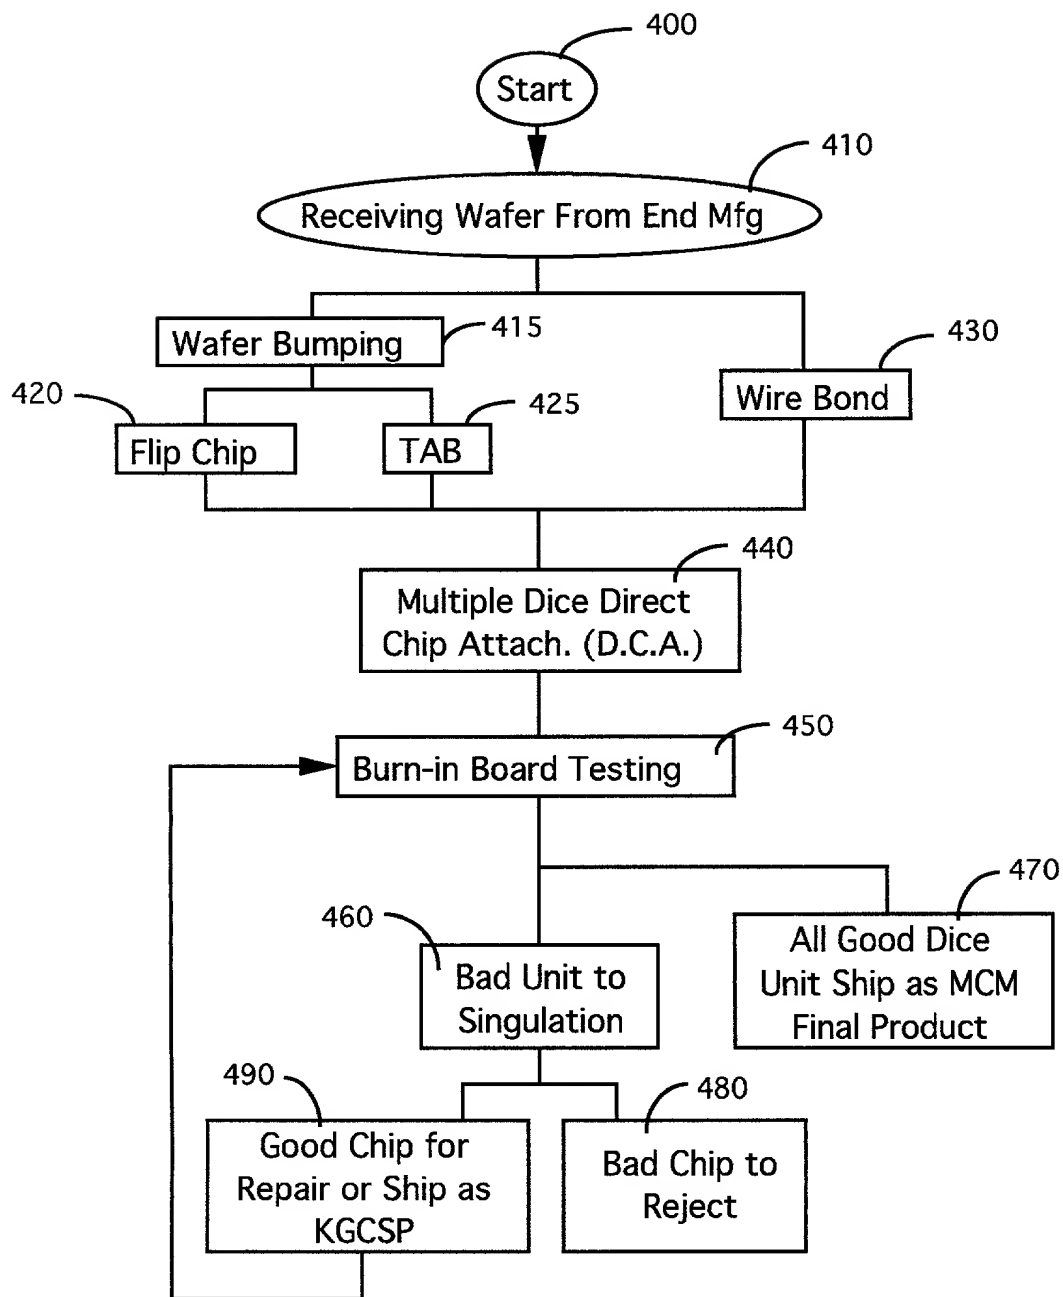 400
Start
410
Receiving Wafer From End Mfg
Wafer Bumping
415
430
420
425
Wire Bond
Flip Chip
TAB
440
Multiple Dice Direct
Chip Attach. (D.C.A.)
450
Burn-in Board Testing
470
460
All Good Dice
Unit Ship as MCM
Final Product
Bad Unit to
Singulation
490
480
Good Chip for
Repair or Ship as
KGCSP
Bad Chip to
Reject